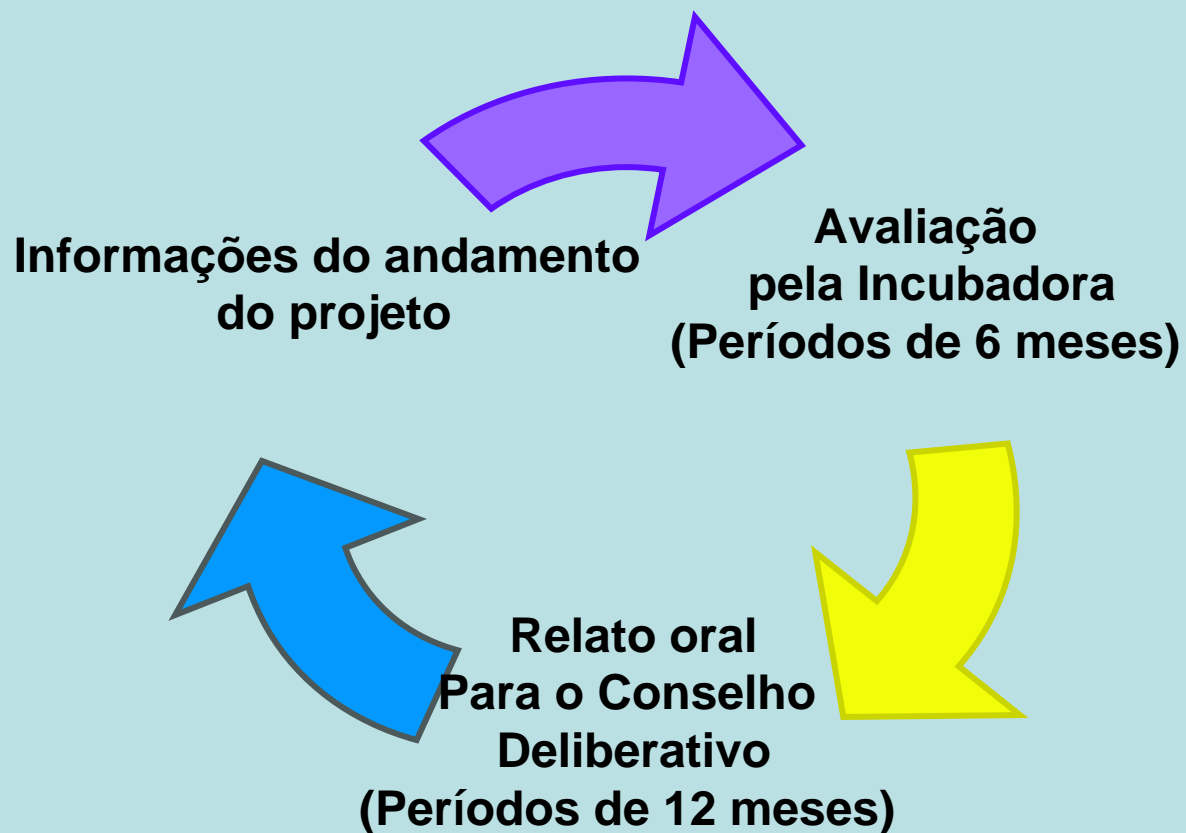 Informações do andamento
do projeto
Avaliação
pela Incubadora
(Períodos de 6 meses)
Relato oral
Para o Conselho
Deliberativo
(Períodos de 12 meses)